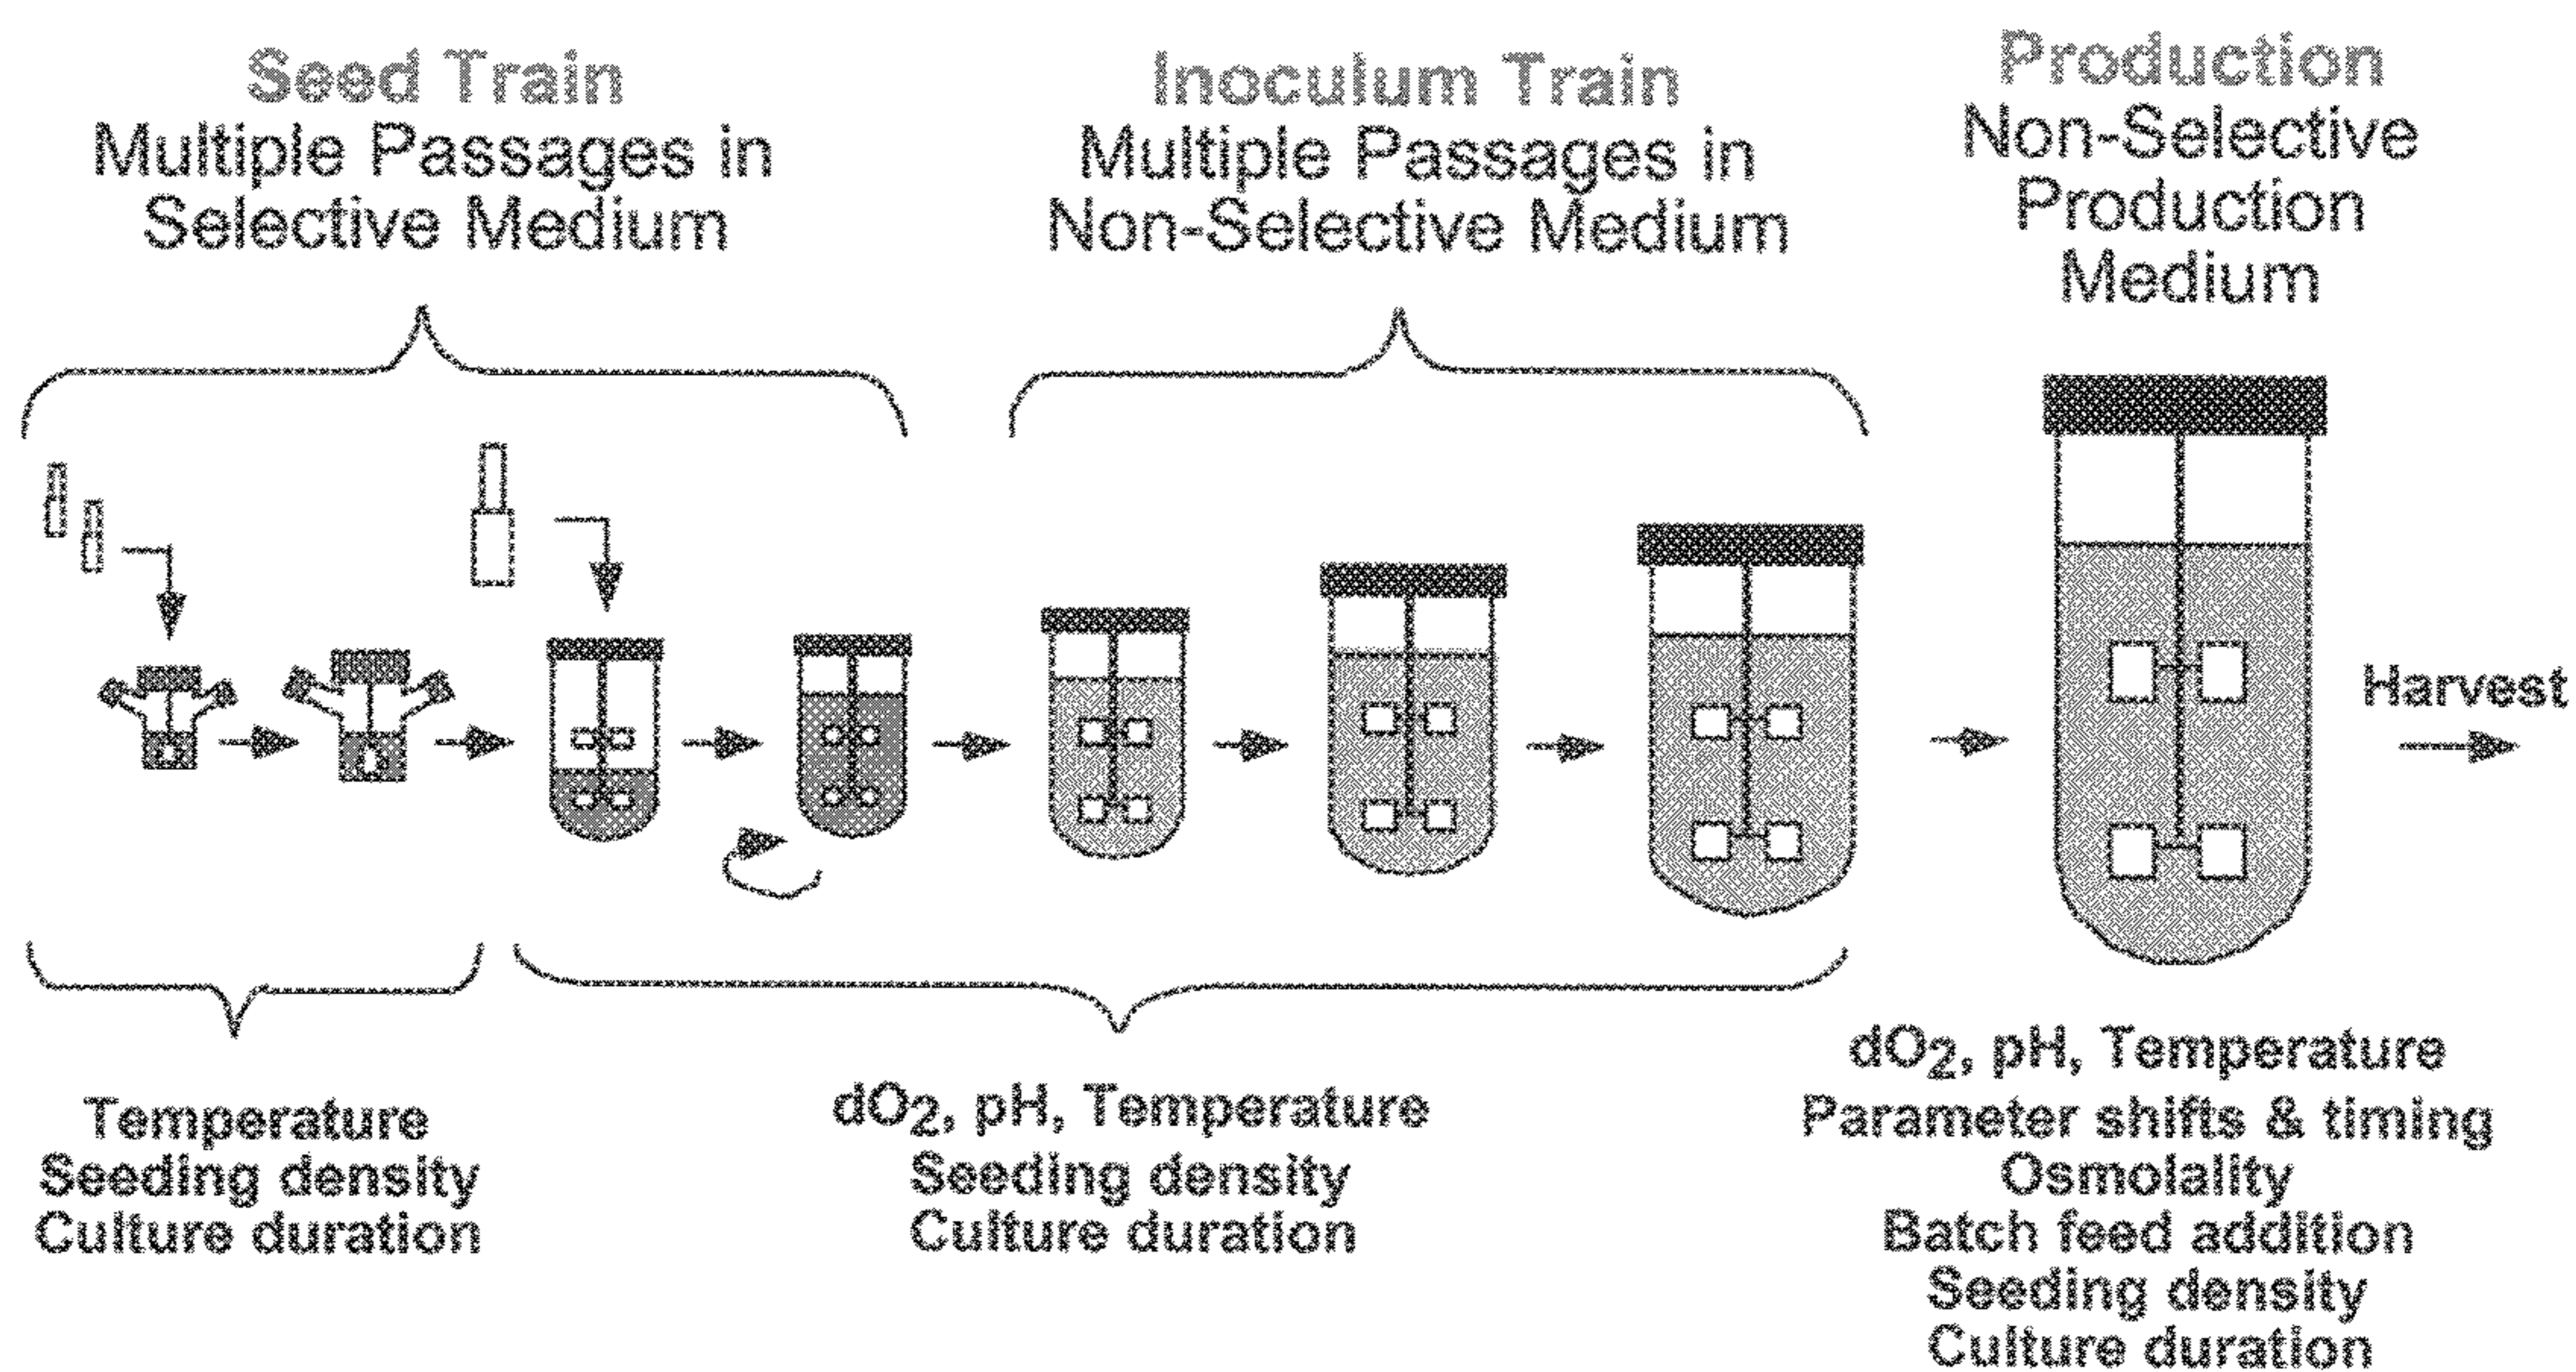 Seed Train
Multiple Passages in
Selective Medium
Inoculum Train
Multiple Passages in
Non-Selective Medium
Production
Non-Selective
Production
Medium
Harvest
Temperature
Seeding density
Culture duration
dO2, pH, Temperature
Seeding density
Culture duration
dO2, pH, Temperature
Parameter shifts & timing
Osmolality
Batch feed addition
Seeding density
Culture duration